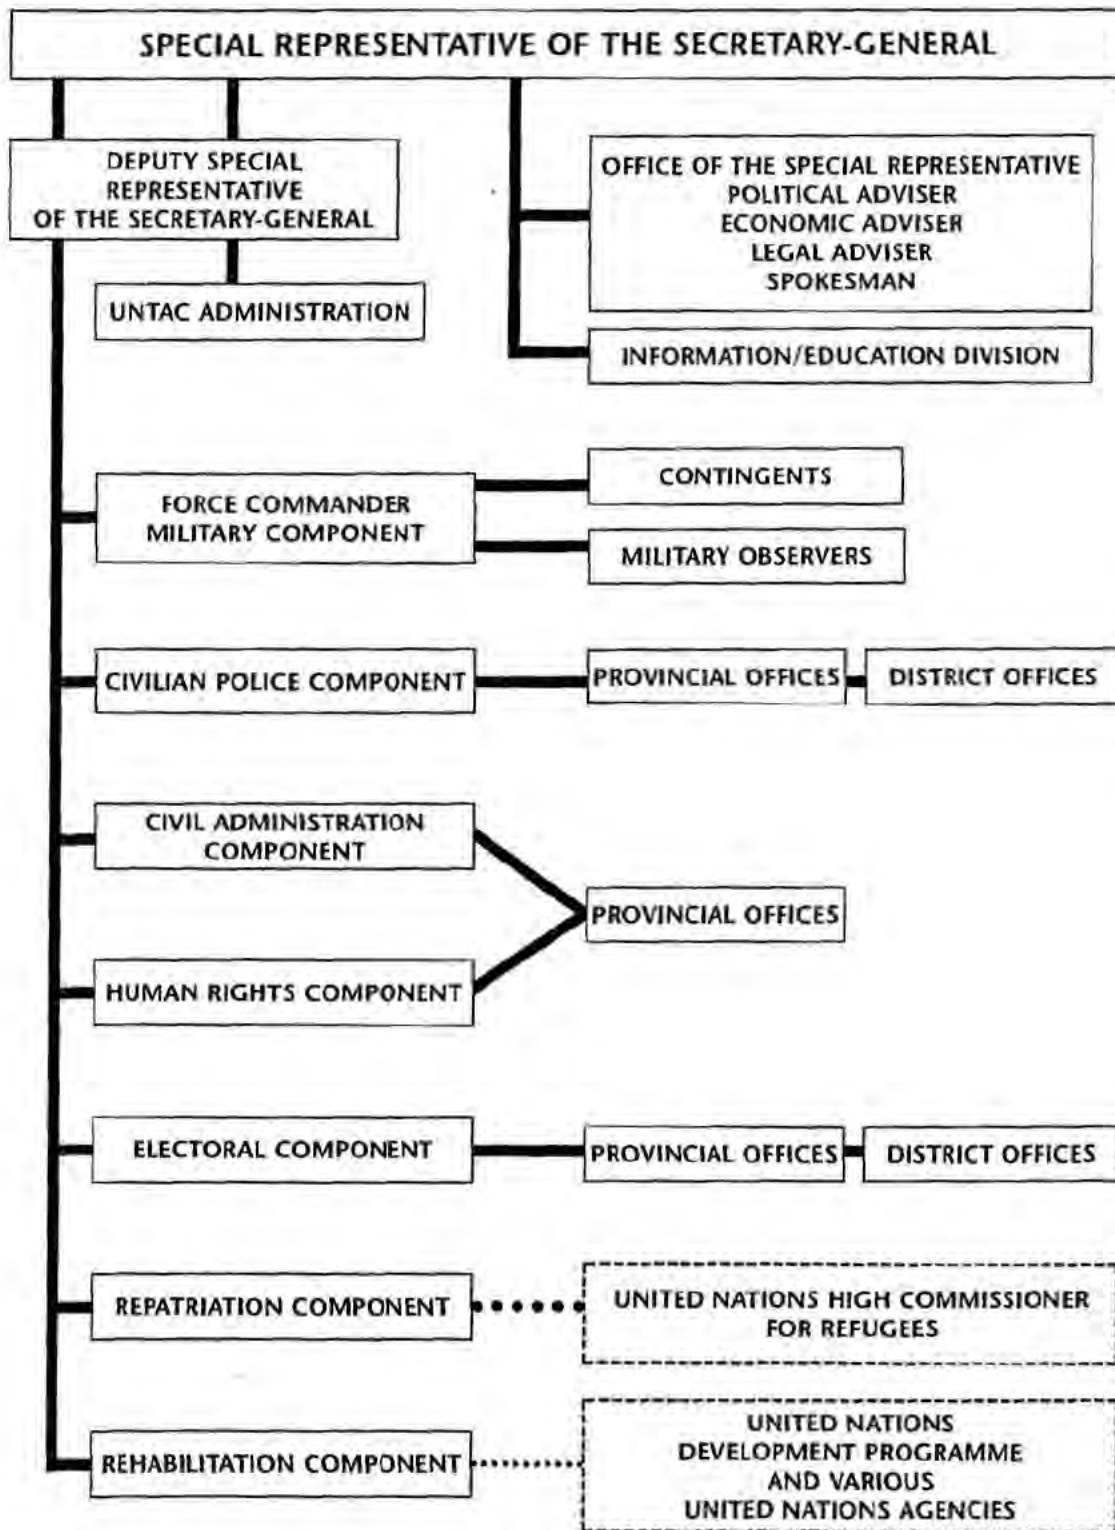 SPECIAL REPRESENTATIVE OF THE SECRETARY-GENERAL
DEPUTY SPECIAL
REPRESENTATIVE
OF THE SECRETARY-GENERAL
UNTAC ADMINISTRATION
OFFICE OF THE SPECIAL REPRESENTATIVE
POLITICAL ADVISER
ECONOMIC ADVISER
LEGAL ADVISER
SPOKESMAN
INFORMATION/EDUCATION DIVISION
FORCE COMMANDER
MILITARY COMPONENT
CONTINGENTS
MILITARY OBSERVERS
CIVILIAN POLICE COMPONENT
PROVINCIAL OFFICES
DISTRICT OFFICES
CIVIL ADMINISTRATION
COMPONENT
PROVINCIAL OFFICES
HUMAN RIGHTS COMPONENT
ELECTORAL COMPONENT
PROVINCIAL OFFICES
DISTRICT OFFICES
REPATRIATION COMPONENT
UNITED NATIONS HIGH COMMISSIONER
FOR REFUGEES
REHABILITATION COMPONENT
UNITED NATIONS
DEVELOPMENT PROGRAMME
AND VARIOUS
UNITED NATIONS AGENCIES